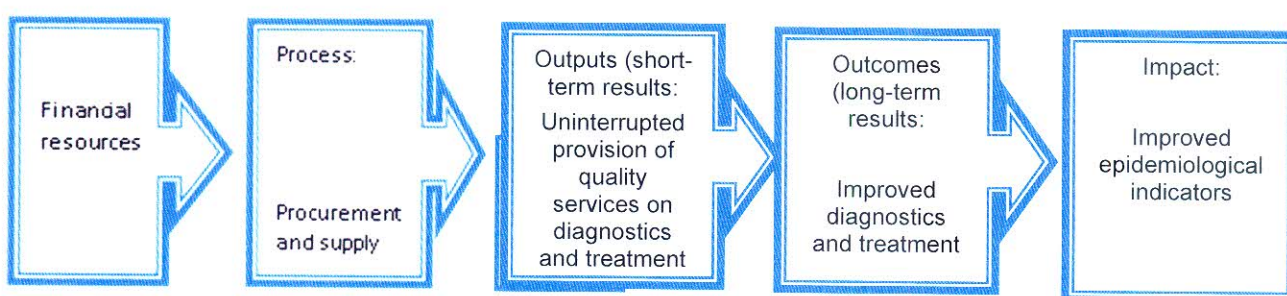 Financial
resources
Process:
Procurement
and supply
Outputs (short-
term results:
Uninterrupted
provision of
quality
services on
diagnostics
and treatment
Outcomes
(long-term
results:
Improved
diagnostics
and treatment
Impact:
Improved
epidemiological
indicators